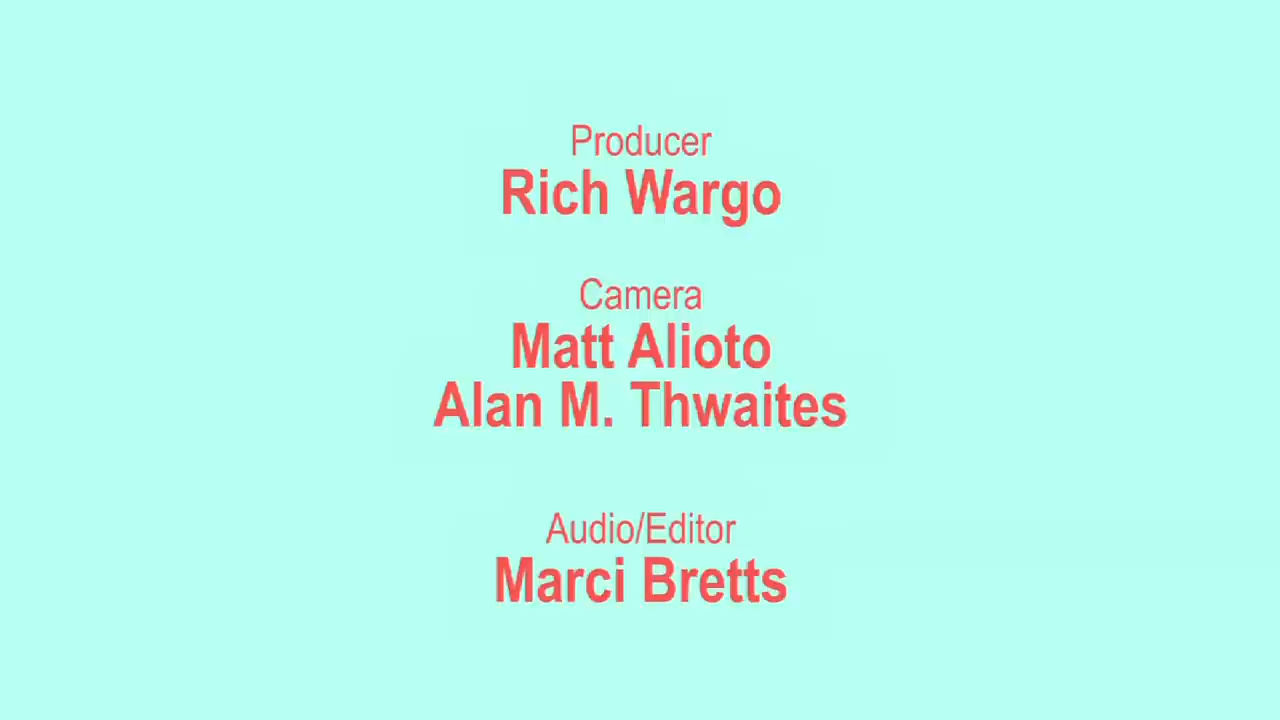 Producer
Rich Wargo
Camera
Matt Alioto
Alan M. Thwaites
Audio/Editor
Marci Bretts